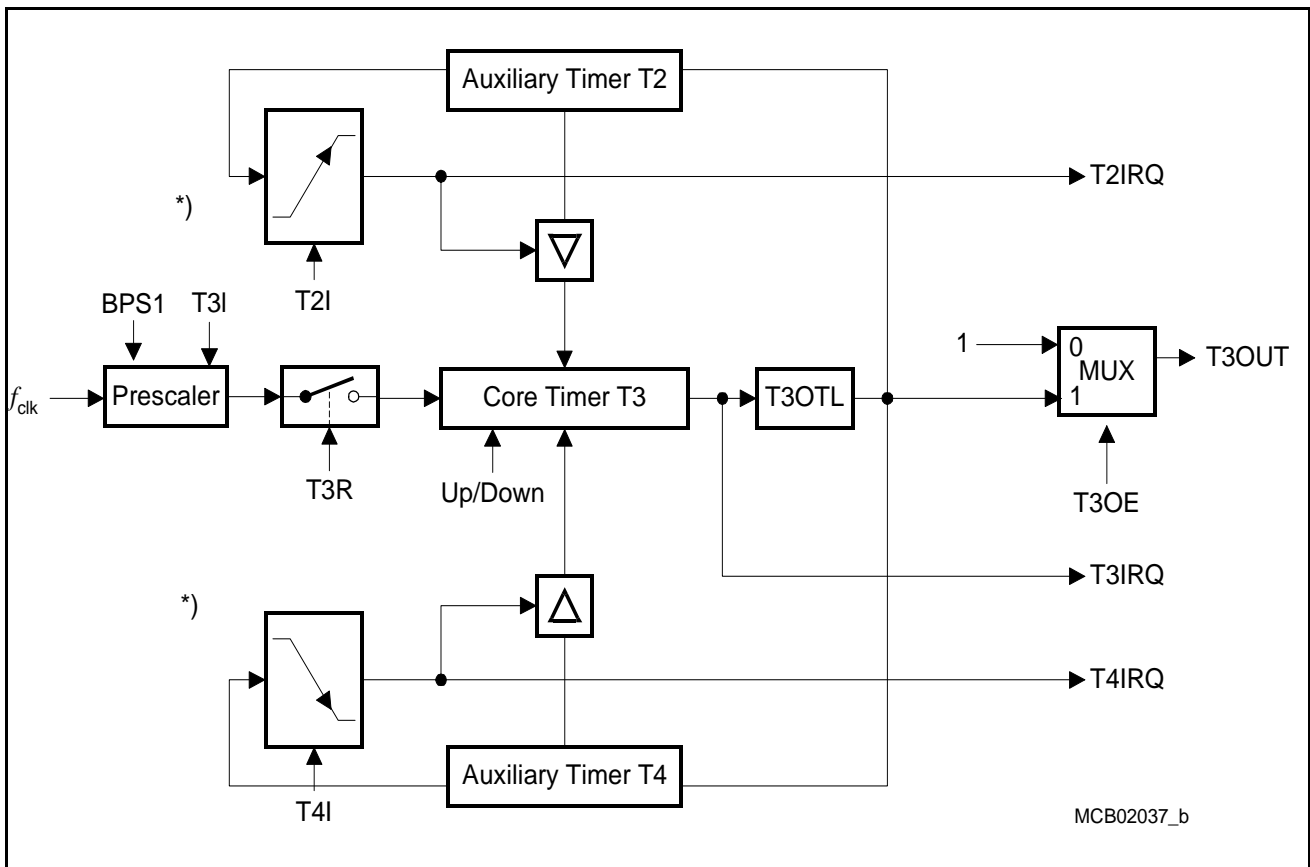 Auxiliary Timer T2
T2IRQ
*)
T2I
BPS1
T3I
1
0
MUX
1
T3OUT
fclk
Prescaler
Core Timer T3
T3OTL
T3R
Up/Down
T3OE
T3IRQ
*)
T4IRQ
Auxiliary Timer T4
T4I
MCB02037_b